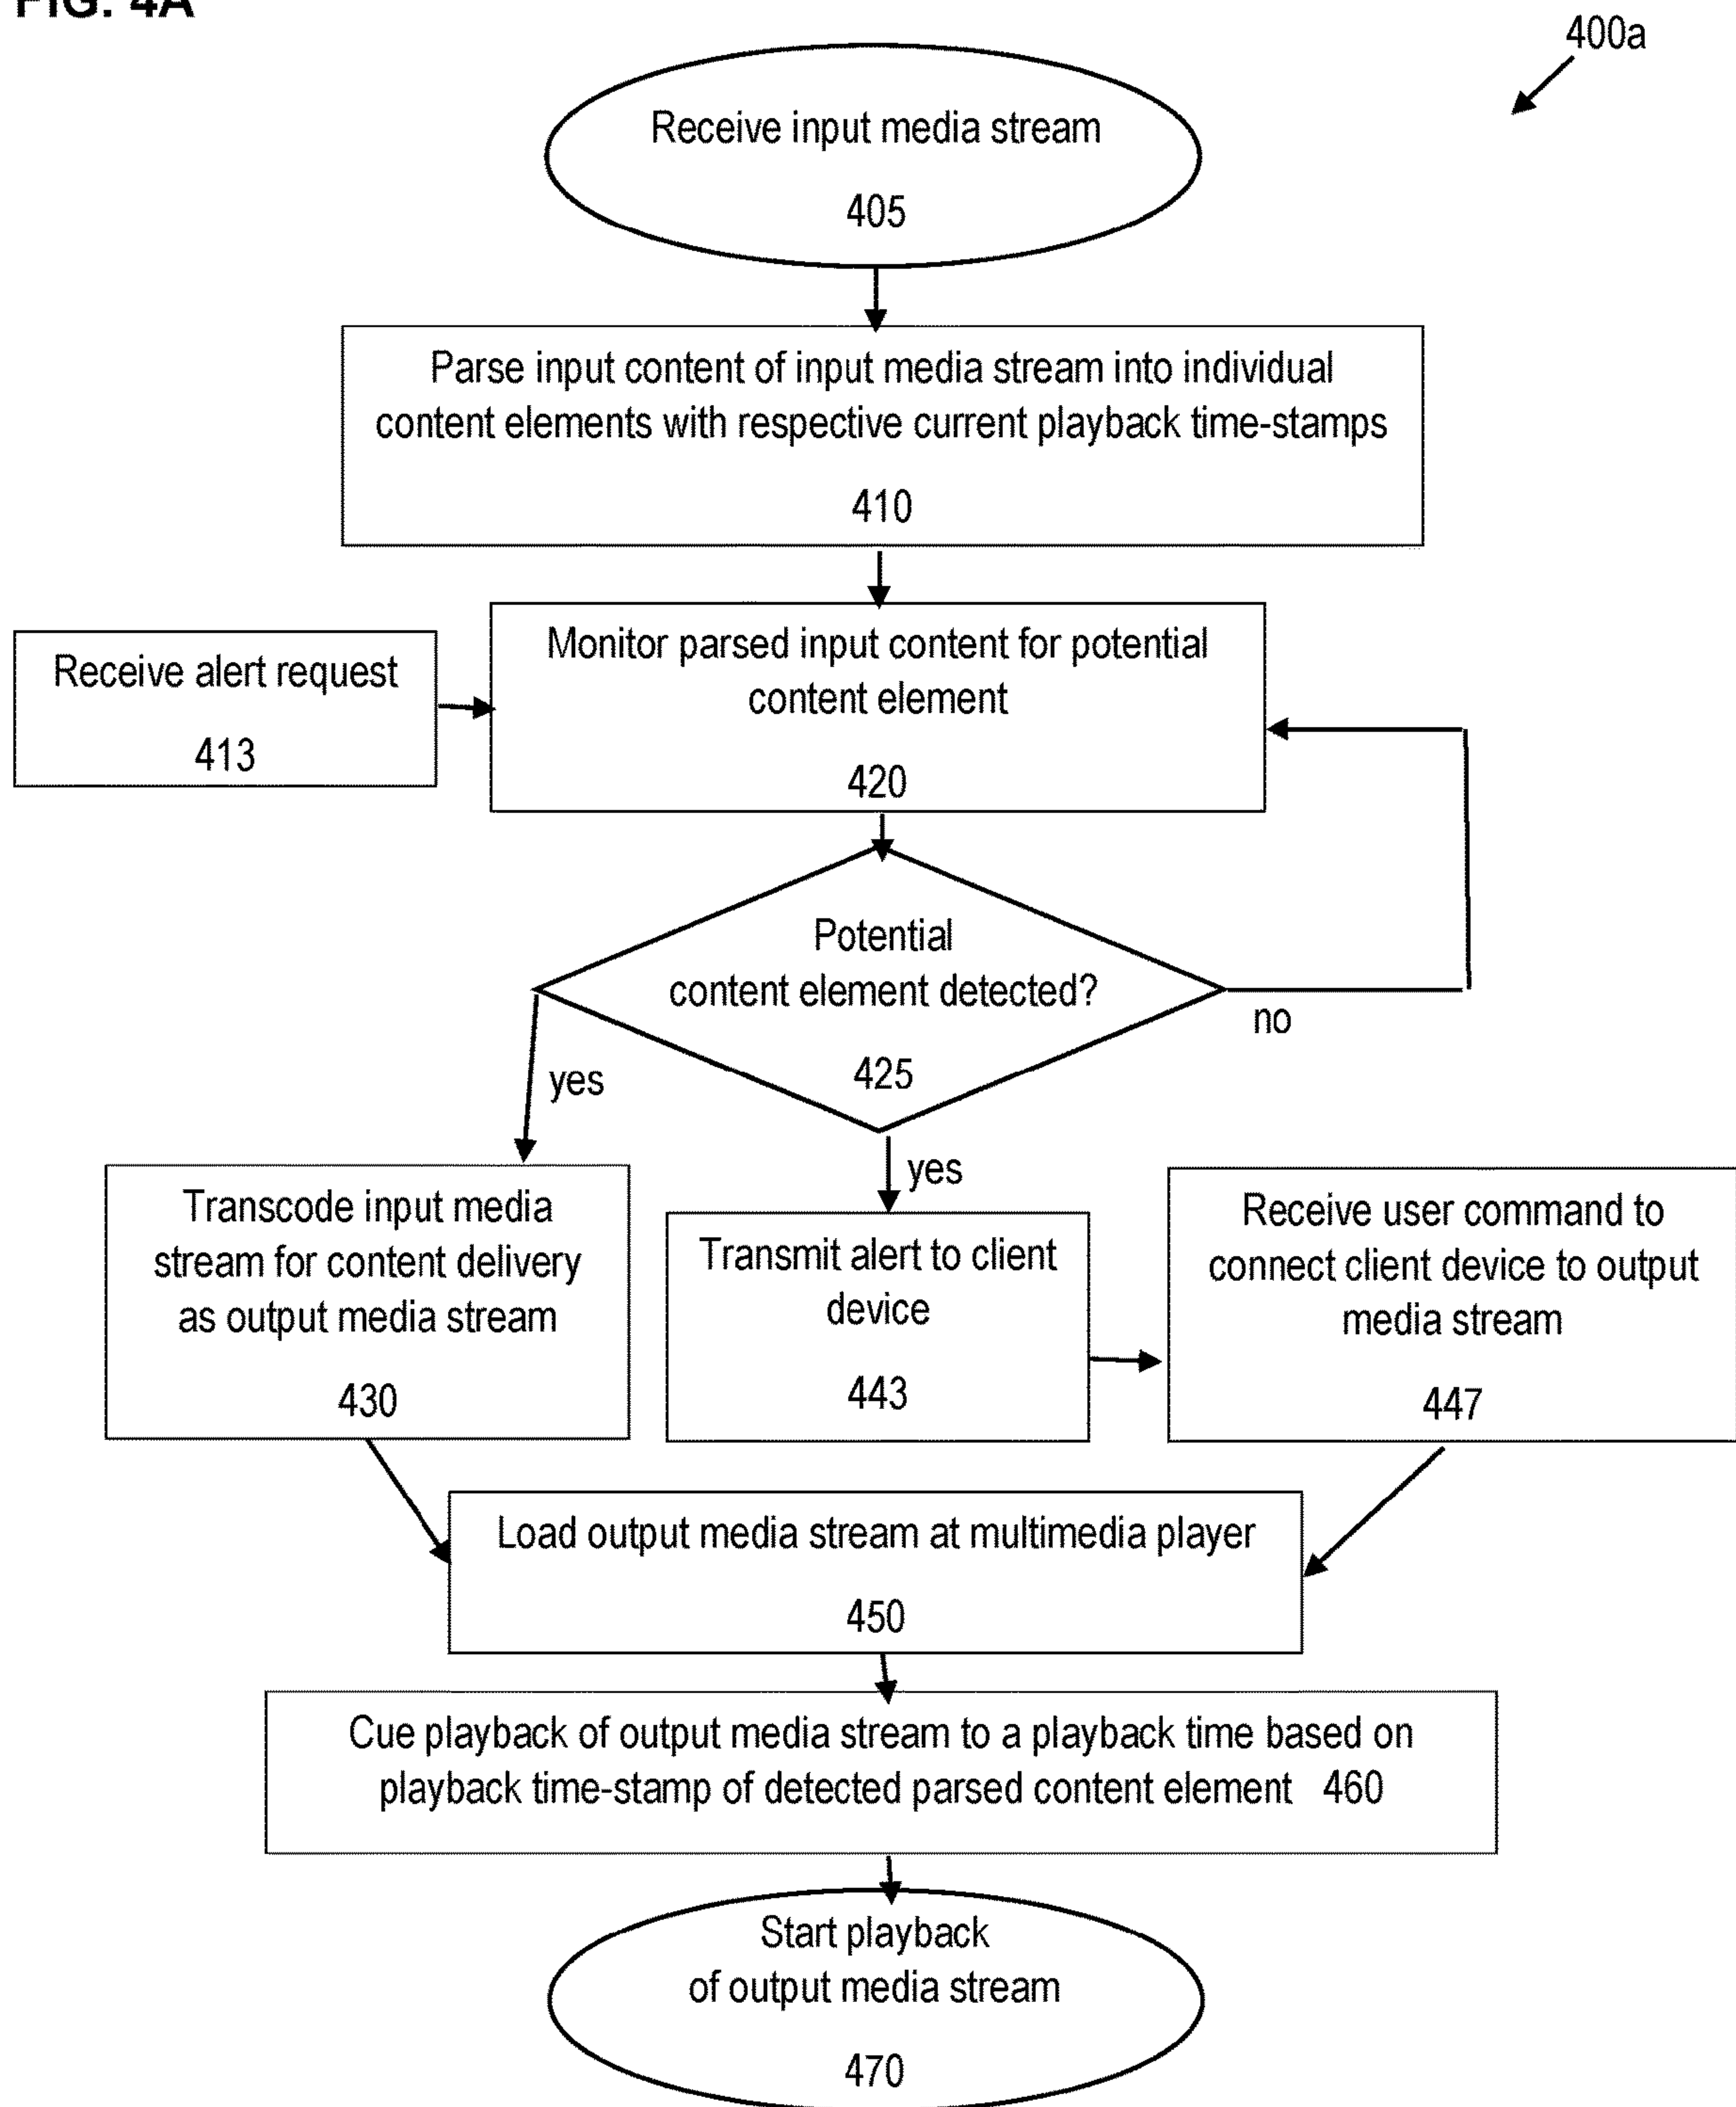 FIG. 4A
400a
Receive input media stream
405
Parse input content of input media stream into individual
content elements with respective current playback time-stamps
410
Receive alert request
413
Monitor parsed input content for potential
content element
420
Potential
content element detected?
425
no
yes
yes
Transcode input media
stream for content delivery
as output media stream
430
Transmit alert to client
device
443
Receive user command to
connect client device to output
media stream
447
Load output media stream at multimedia player
450
Cue playback of output media stream to a playback time based on
playback time-stamp of detected parsed content element 460
Start playback
of output media stream
470